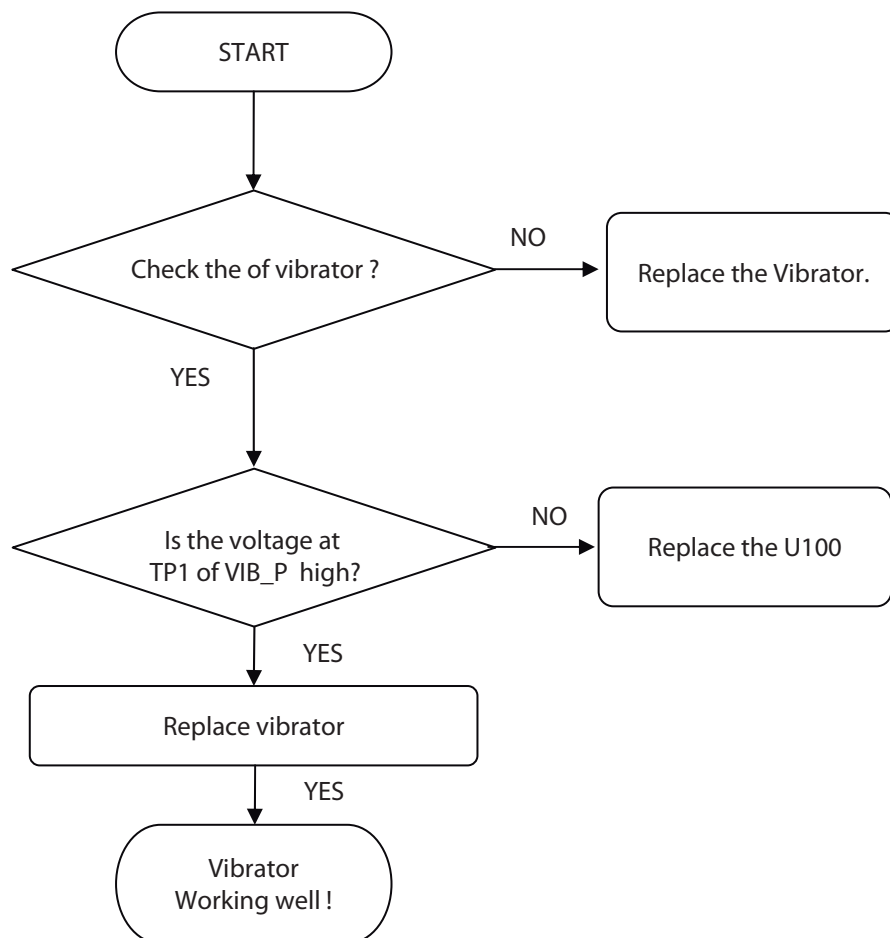 START
Check the of vibrator ?
NO
Replace the Vibrator.
YES
Is the voltage at
TP1 of VIB_P high?
NO
Replace the U100
YES
Replace vibrator
YES
Vibrator
Working well !